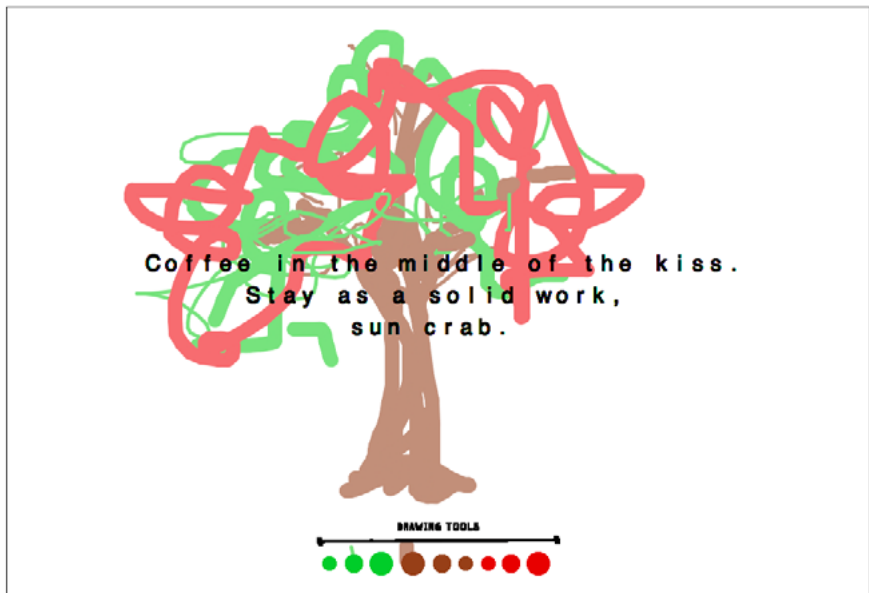 Coffee in the middle of the kiss.
Stay as a solid work,
sun crab.
DRAWING TOOLS